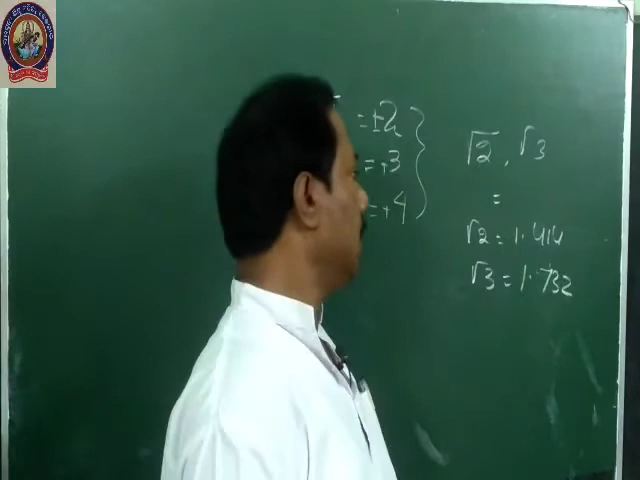 = ±2
= ±3
= ±4
√2, √3
=
√2 = 1.414
√3 = 1.732